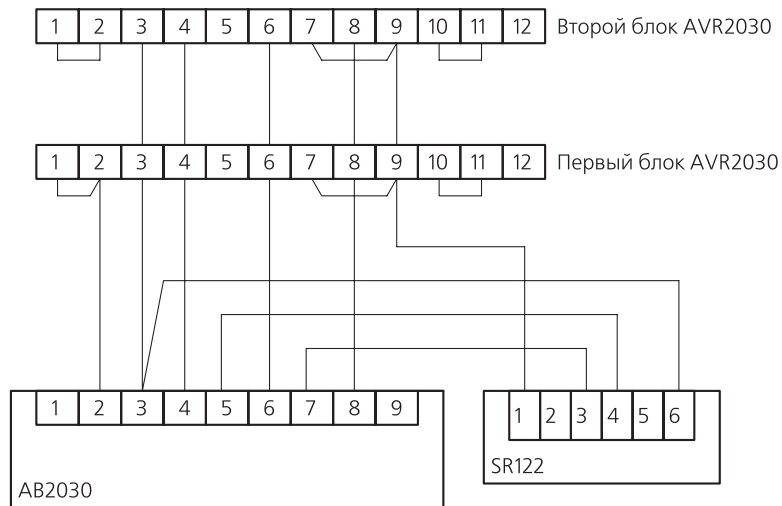 1 2 3 4 5 6 7 8 9 10 11 12 Второй блок AVR2030
1 2 3 4 5 6 7 8 9 10 11 12 Первый блок AVR2030
1 2 3 4 5 6 7 8 9
1 2 3 4 5 6
SR122
AB2030